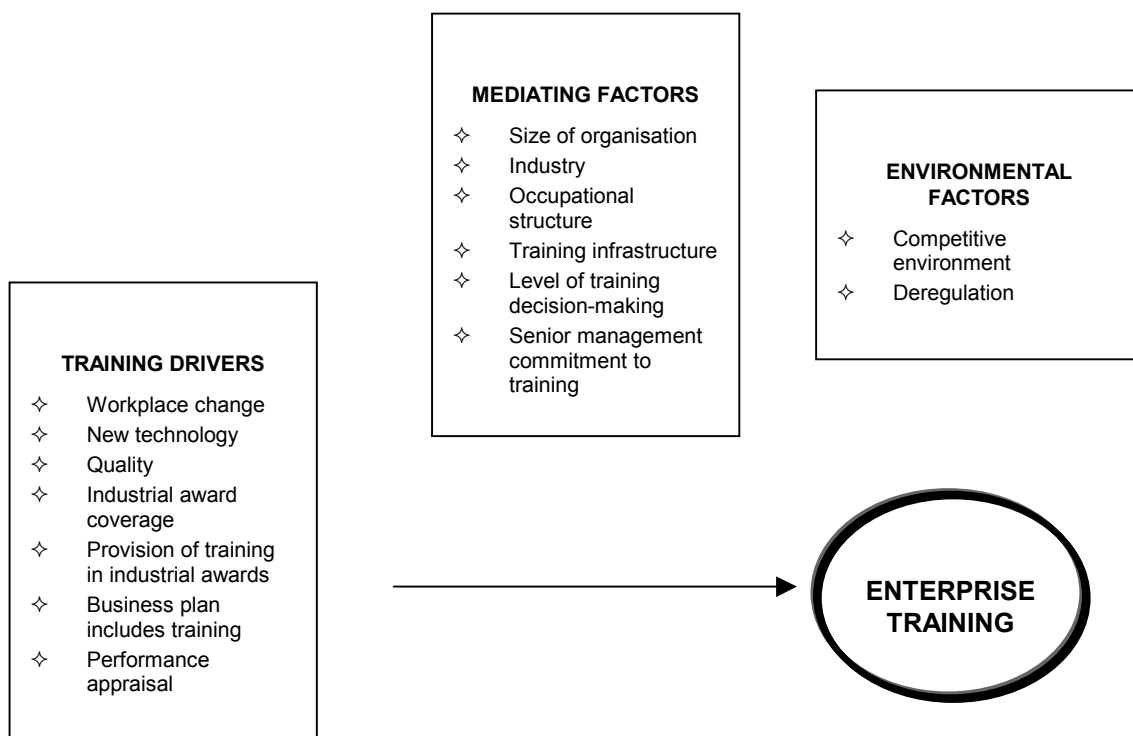 MEDIATING FACTORS
✧ Size of organisation
✧ Industry
✧ Occupational
structure
✧ Training infrastructure
✧ Level of training
decision-making
✧ Senior management
commitment to
training
ENVIRONMENTAL
FACTORS
✧ Competitive
environment
✧ Deregulation
TRAINING DRIVERS
✧ Workplace change
✧ New technology
✧ Quality
✧ Industrial award
coverage
✧ Provision of training
in industrial awards
✧ Business plan
includes training
✧ Performance
appraisal
ENTERPRISE
TRAINING